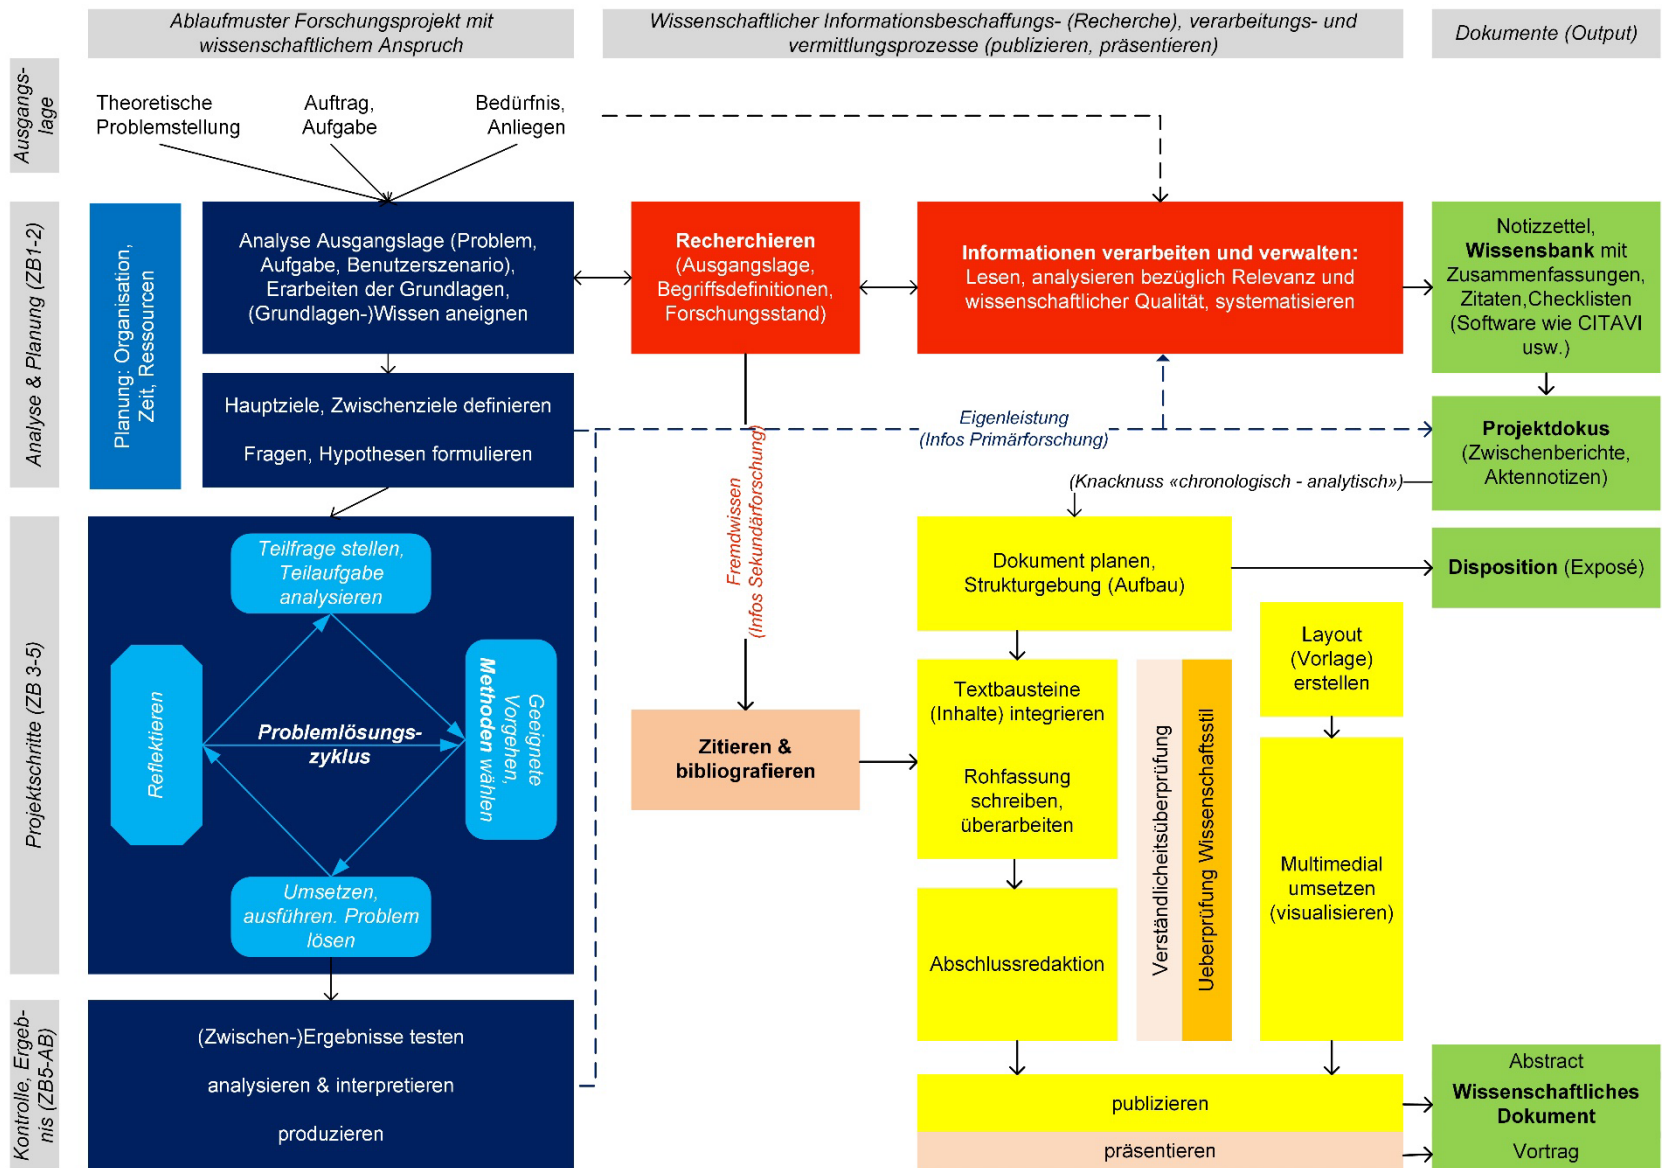 Ablaufmuster Forschungsprojekt mit
wissenschaftlichem Anspruch
Wissenschaftlicher Informationsbeschaffungs- (Recherche), verarbeitungs- und
vermittlungsprozesse (publizieren, präsentieren)
Dokumente (Output)
Ausgangs-
lage
Theoretische
Problemstellung
Auftrag,
Aufgabe
Bedürfnis,
Anliegen
Analyse & Planung (ZB1-2)
Planung: Organisation,
Zeit, Ressourcen
Analyse Ausgangslage (Problem,
Aufgabe, Benutzerszenario),
Erarbeiten der Grundlagen,
(Grundlagen-)Wissen aneignen
Recherchieren
(Ausgangslage,
Begriffsdefinitionen,
Forschungsstand)
Informationen verarbeiten und verwalten:
Lesen, analysieren bezüglich Relevanz und
wissenschaftlicher Qualität, systematisieren
Notizzettel,
Wissensbank mit
Zusammenfassungen,
Zitaten,Checklisten
(Software wie CITAVI
usw.)
Hauptziele, Zwischenziele definieren
Fragen, Hypothesen formulieren
Eigenleistung
(Infos Primärforschung)
Projektdokus
(Zwischenberichte,
Aktennotizen)
(Knacknuss «chronologisch - analytisch»)
Fremdwissen
(Infos Sekundärforschung)
Projektschritte (ZB 3-5)
Teilfrage stellen,
Teilaufgabe
analysieren
Reflektieren
Problemlösungs-
zyklus
Geeignete
Vorgehen,
Methoden wählen
Umsetzen,
ausführen. Problem
lösen
Dokument planen,
Strukturgebung (Aufbau)
Disposition (Exposé)
Layout
(Vorlage)
erstellen
Textbausteine
(Inhalte) integrieren
Rohfassung
schreiben,
überarbeiten
Zitieren &
bibliografieren
Verständlicheitsüberprüfung
Ueberprüfung Wissenschaftsstil
Multimedial
umsetzen
(visualisieren)
Abschlussredaktion
Kontrolle, Ergeb-
nis (ZB5-AB)
(Zwischen-)Ergebnisse testen
analysieren & interpretieren
produzieren
publizieren
präsentieren
Abstract
Wissenschaftliches
Dokument
Vortrag